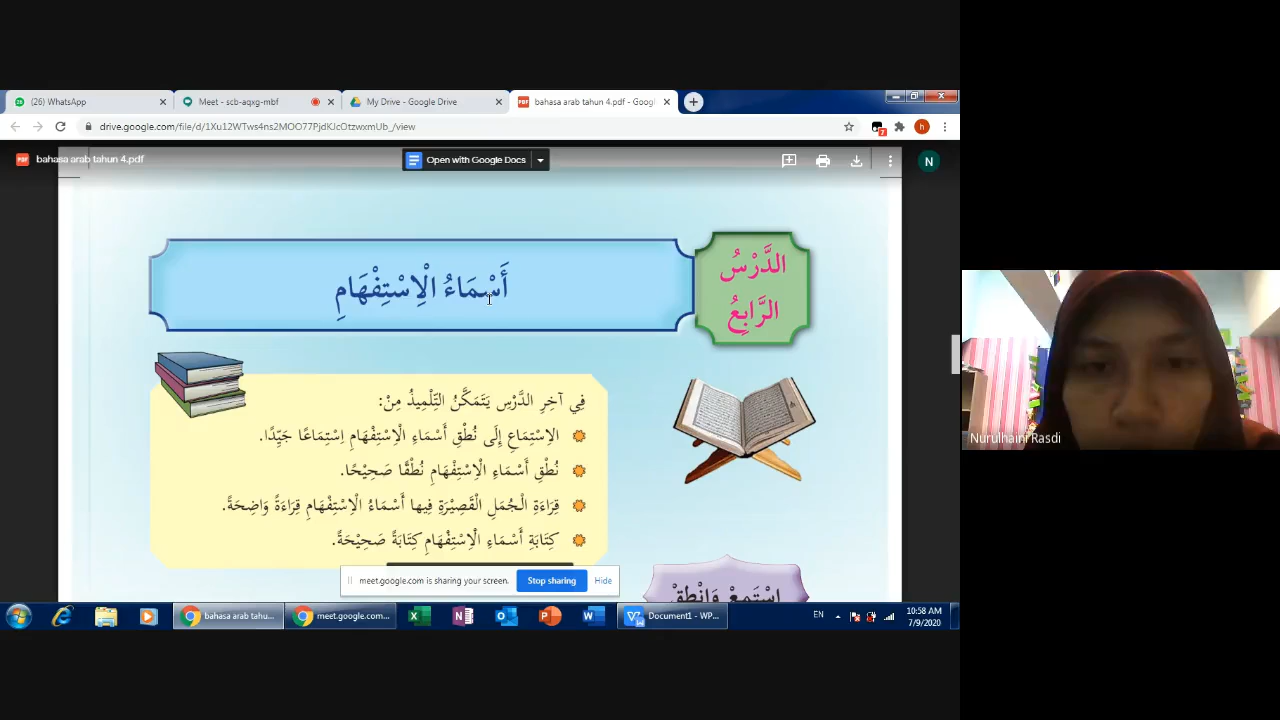 (26) WhatsApp
Meet - scb-aqxg-mbf
My Drive - Google Drive
bahasa arab tahun 4.pdf - Googl
drive.google.com/file/d/1Xu12WTws4ns2MOO77PjdKJcOtzwxmUb_/view
bahasa arab tahun 4.pdf
Open with Google Docs
N
الدَّرْسُ
الرَّابِعُ
أَسْمَاءُ الْاِسْتِفْهَامِ
فِي آخِرِ الدَّرْسِ يَتَمَكَّنُ التِّلْمِيذُ مِنْ:
الِاسْتِمَاعِ إِلَى نُطْقِ أَسْمَاءِ الْاِسْتِفْهَامِ اِسْتِمَاعًا جَيِّدًا.
نُطْقِ أَسْمَاءِ الْاِسْتِفْهَامِ نُطْقًا صَحِيْحًا.
قِرَاءَةِ الْجُمَلِ الْقَصِيْرَةِ فِيها أَسْمَاءُ الْاِسْتِفْهَامِ قِرَاءَةً وَاضِحَةً.
كِتَابَةِ أَسْمَاءِ الْاِسْتِفْهَامِ كِتَابَةً صَحِيْحَةً.
اِسْتَمِعْ وَانْطِقْ
meet.google.com is sharing your screen.
Stop sharing
Hide
bahasa arab tahu...
meet.google.com...
Document1 - WP...
EN
10:58 AM
7/9/2020
Nurulhaini Rasdi